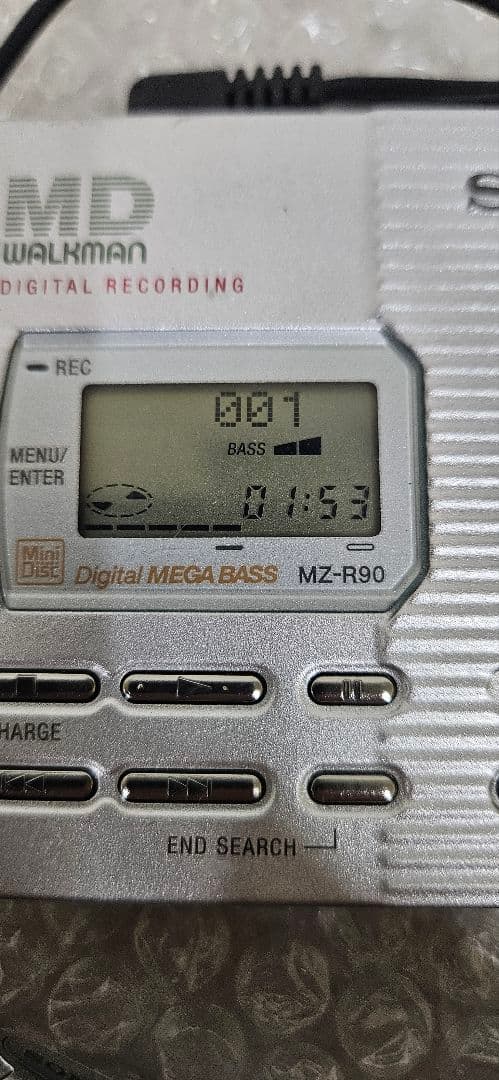 MD
WALKMAN
DIGITAL RECORDING
REC
001
MENU/
ENTER
BASS
01:53
Mini
Disc
Digital MEGA BASS
MZ-R90
HARGE
END SEARCH